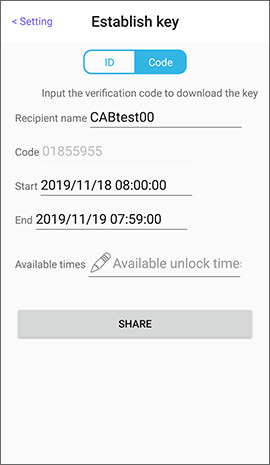 < Setting Establish key
ID Code
Input the verification code to download the key
Recipient name CABtest00
Code 01855955
Start 2019/11/18 08:00:00
End 2019/11/19 07:59:00
Available times Available unlock time
SHARE